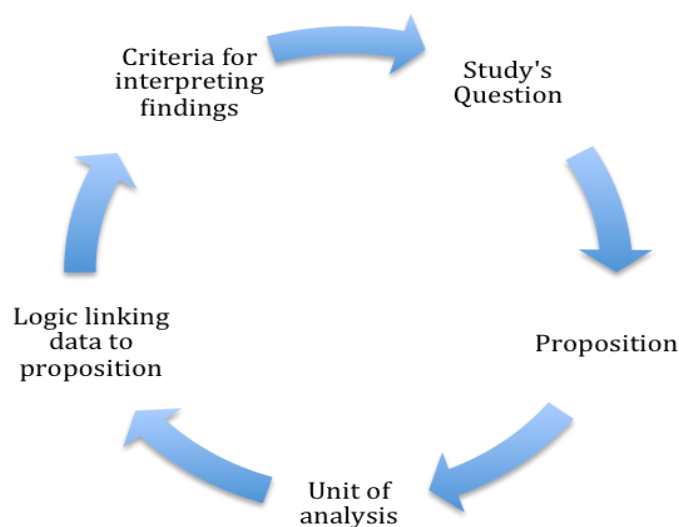 Criteria for
interpreting
findings
Study's
Question
Proposition
Unit of
analysis
Logic linking
data to
proposition